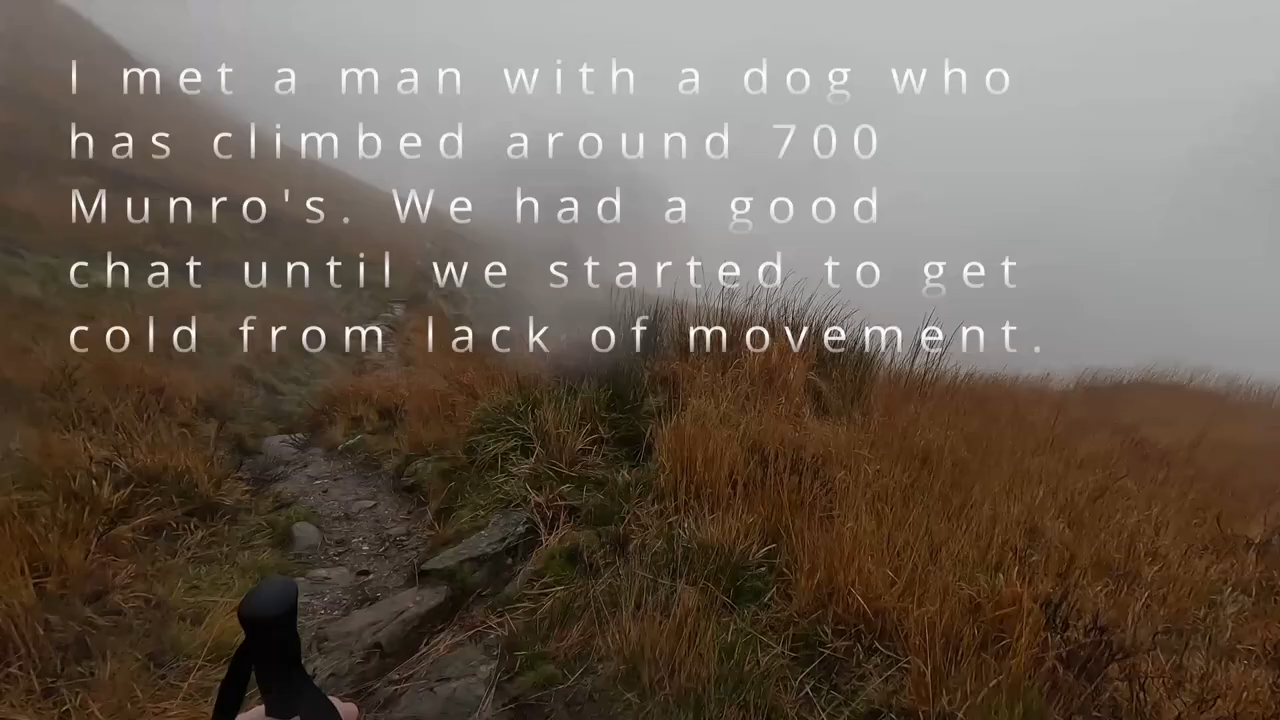 I met a man with a dog who
has climbed around 700
Munro's. We had a good
chat until we started to get
cold from lack of movement.